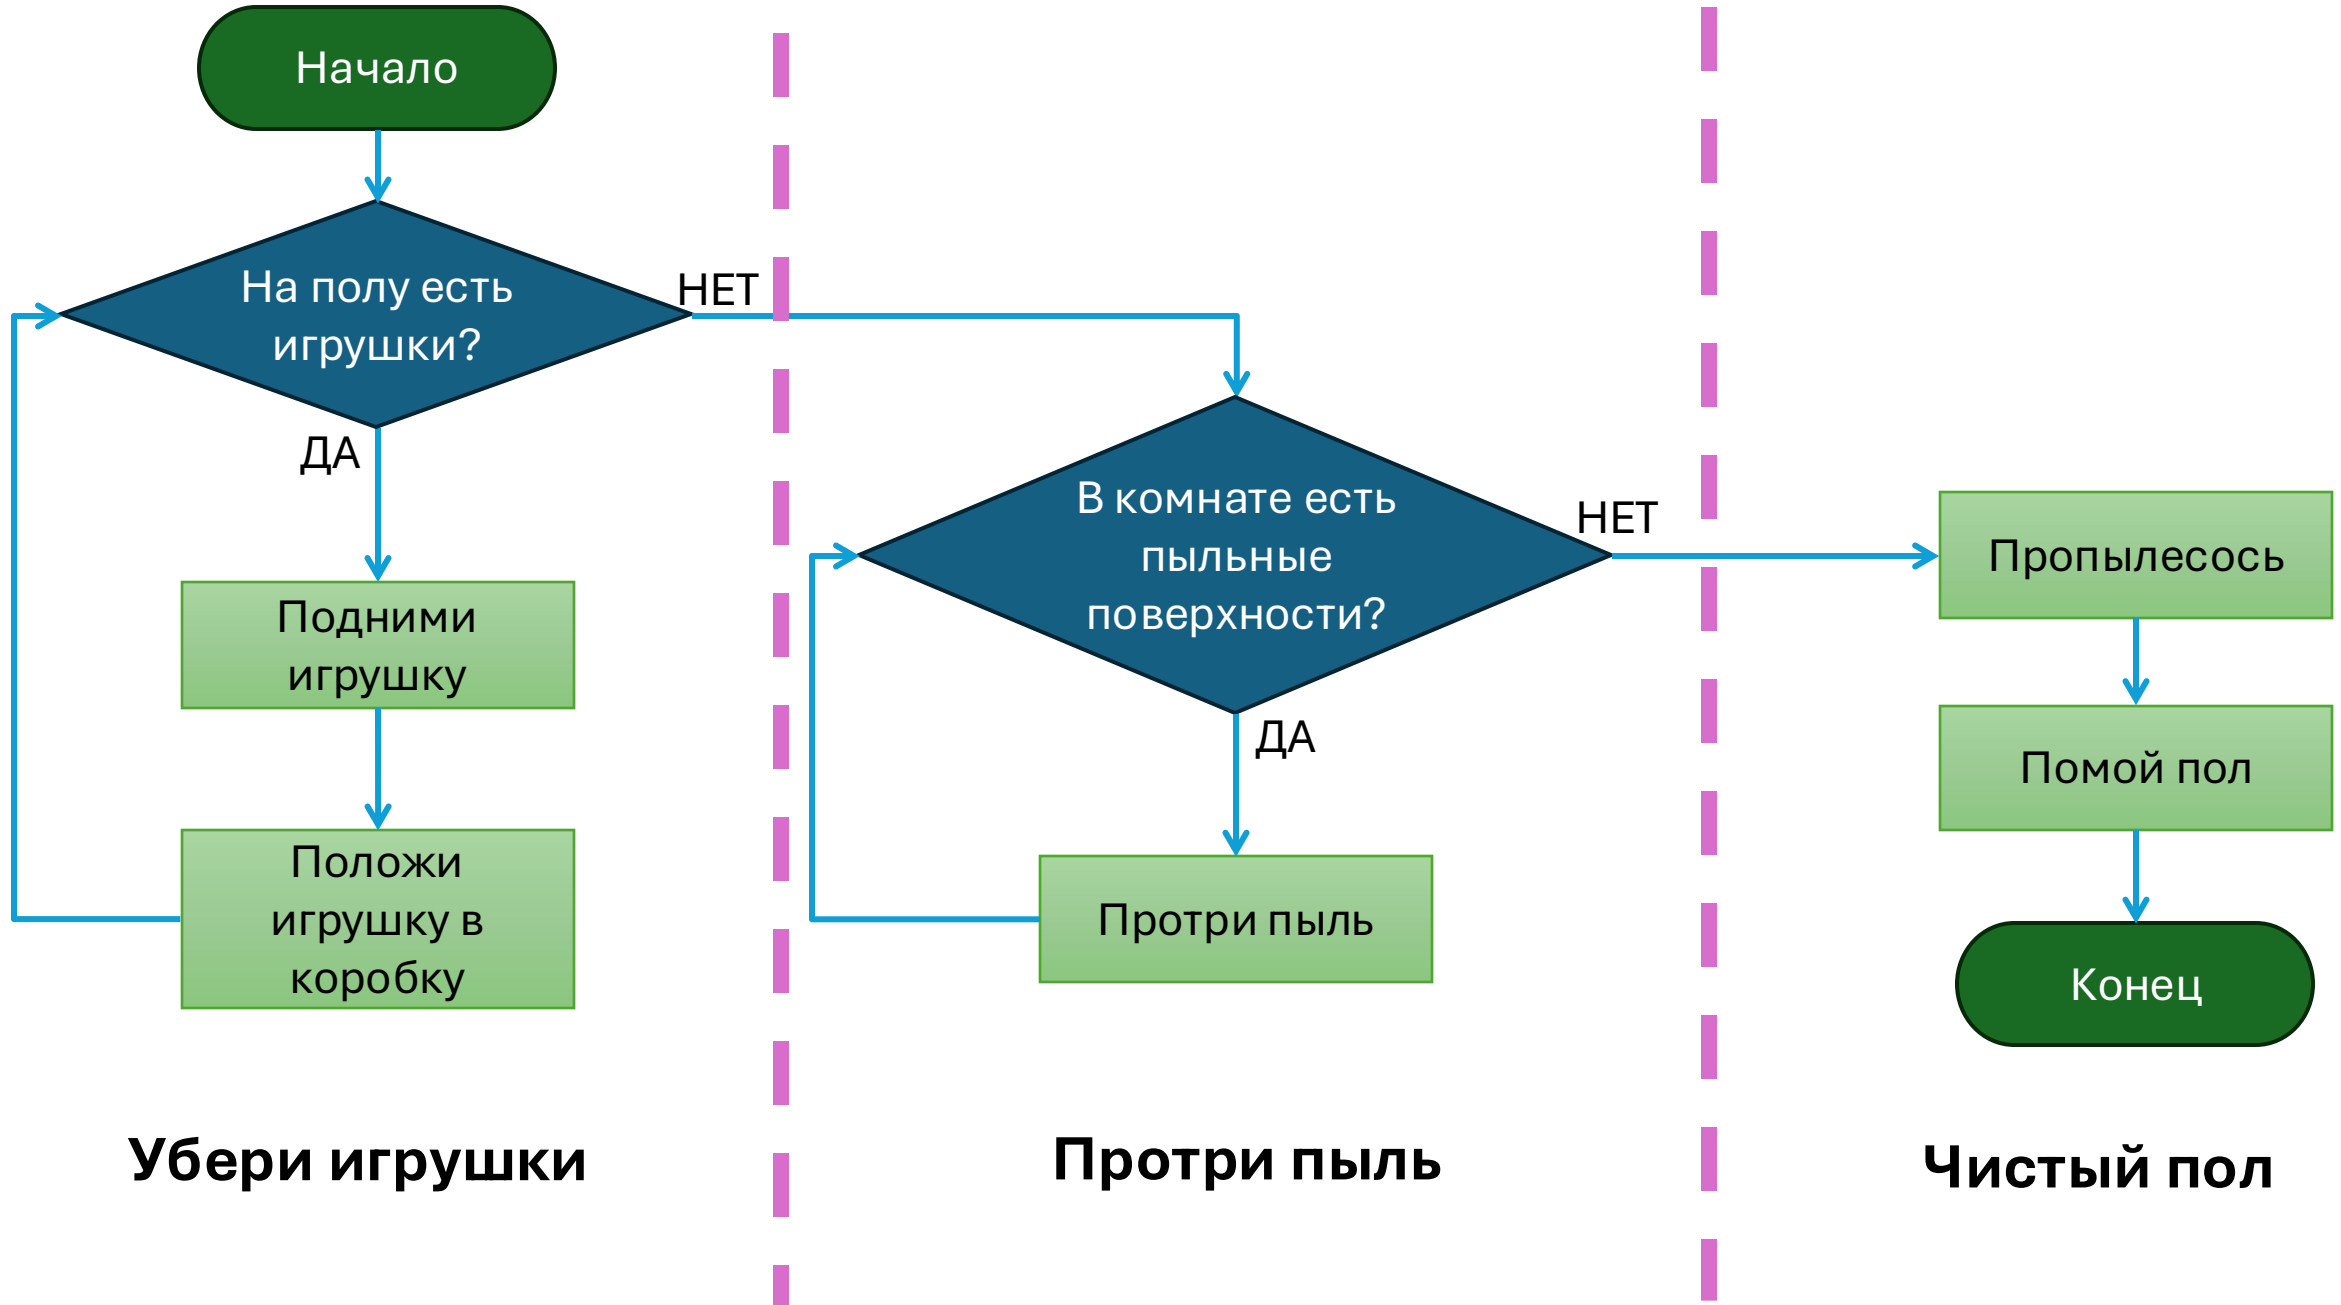 Начало
На полу есть
игрушки?
НЕТ
ДА
Подними
игрушку
Положи
игрушку в
коробку
Убери игрушки
В комнате есть
пыльные
поверхности?
НЕТ
ДА
Протри пыль
Протри пыль
Пропылесось
Помой пол
Конец
Чистый пол